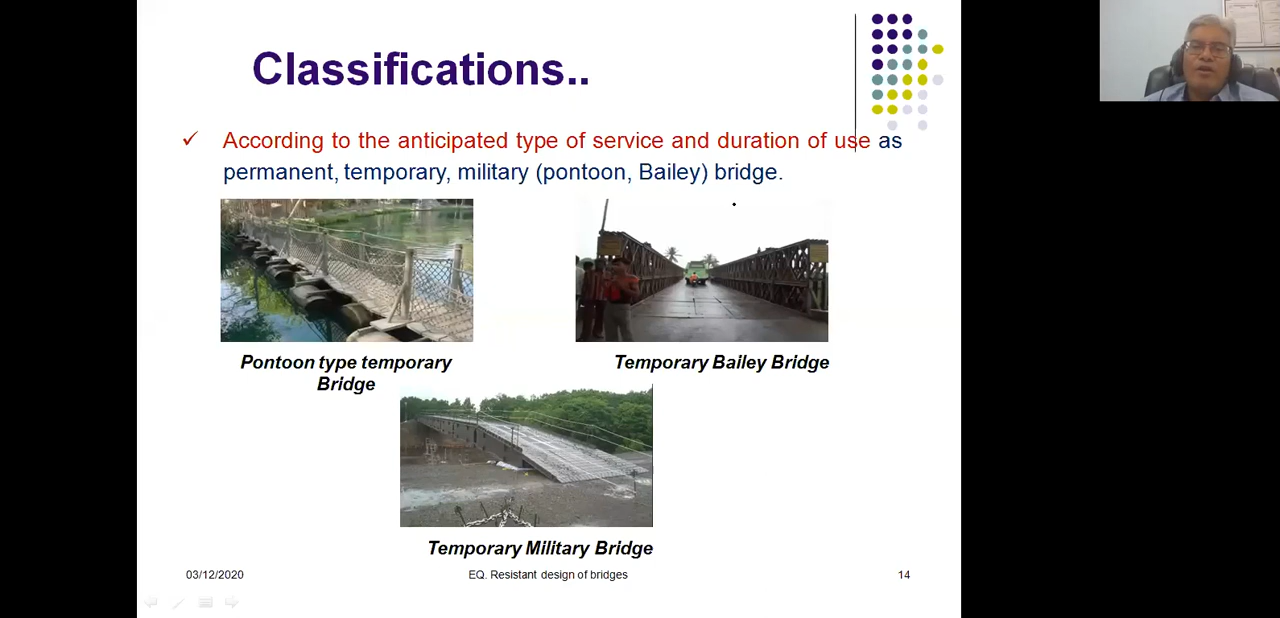 Classifications..
✓ According to the anticipated type of service and duration of use as
permanent, temporary, military (pontoon, Bailey) bridge.
Pontoon type temporary
Bridge
Temporary Bailey Bridge
Temporary Military Bridge
03/12/2020
EQ. Resistant design of bridges
14